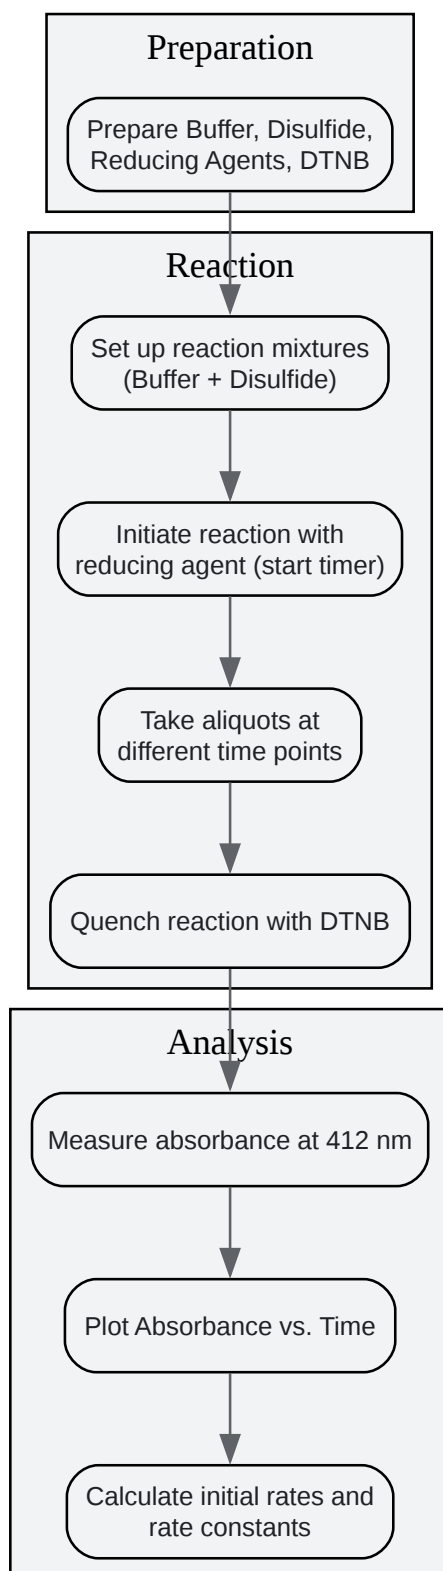 Preparation
Prepare Buffer, Disulfide,
Reducing Agents, DTNB
Reaction
Set up reaction mixtures
(Buffer + Disulfide)
Initiate reaction with
reducing agent (start timer)
Take aliquots at
different time points
Quench reaction with DTNB
Analysis
Measure absorbance at 412 nm
Plot Absorbance vs. Time
Calculate initial rates and
rate constants